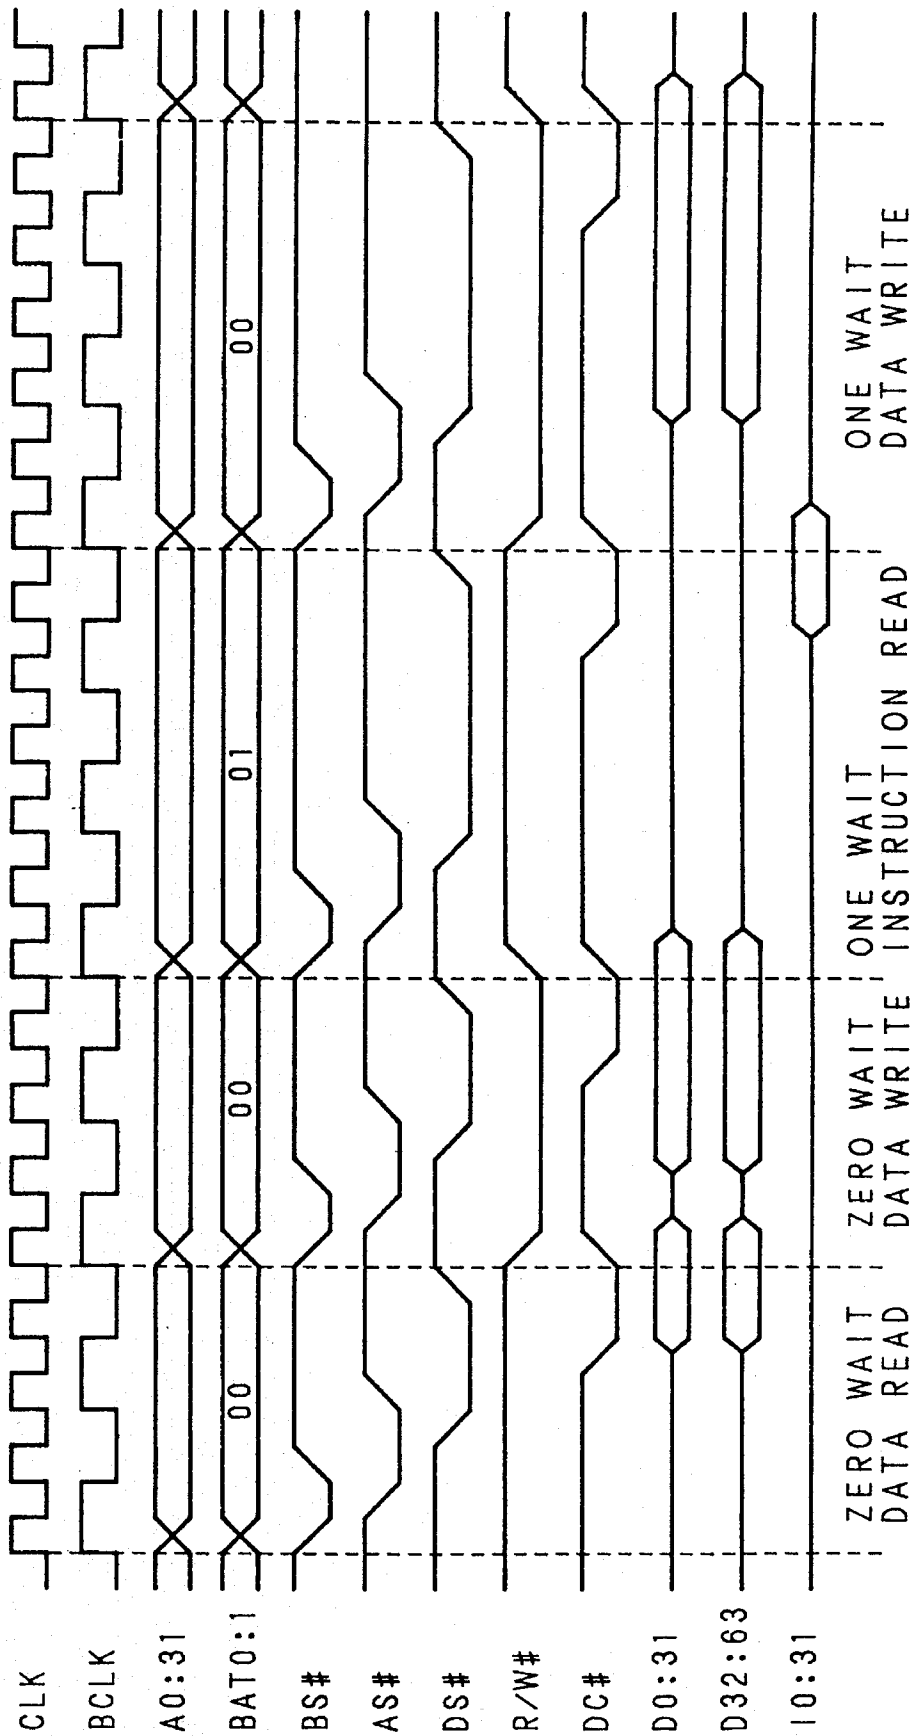 CLK
BCLK
A0:31
BAT0:1
00
00
01
00
BS#
AS#
DS#
R/W#
DC#
D0:31
D32:63
I0:31
ZERO WAIT
DATA READ
ZERO WAIT
DATA WRITE
ONE WAIT
INSTRUCTION READ
ONE WAIT
DATA WRITE